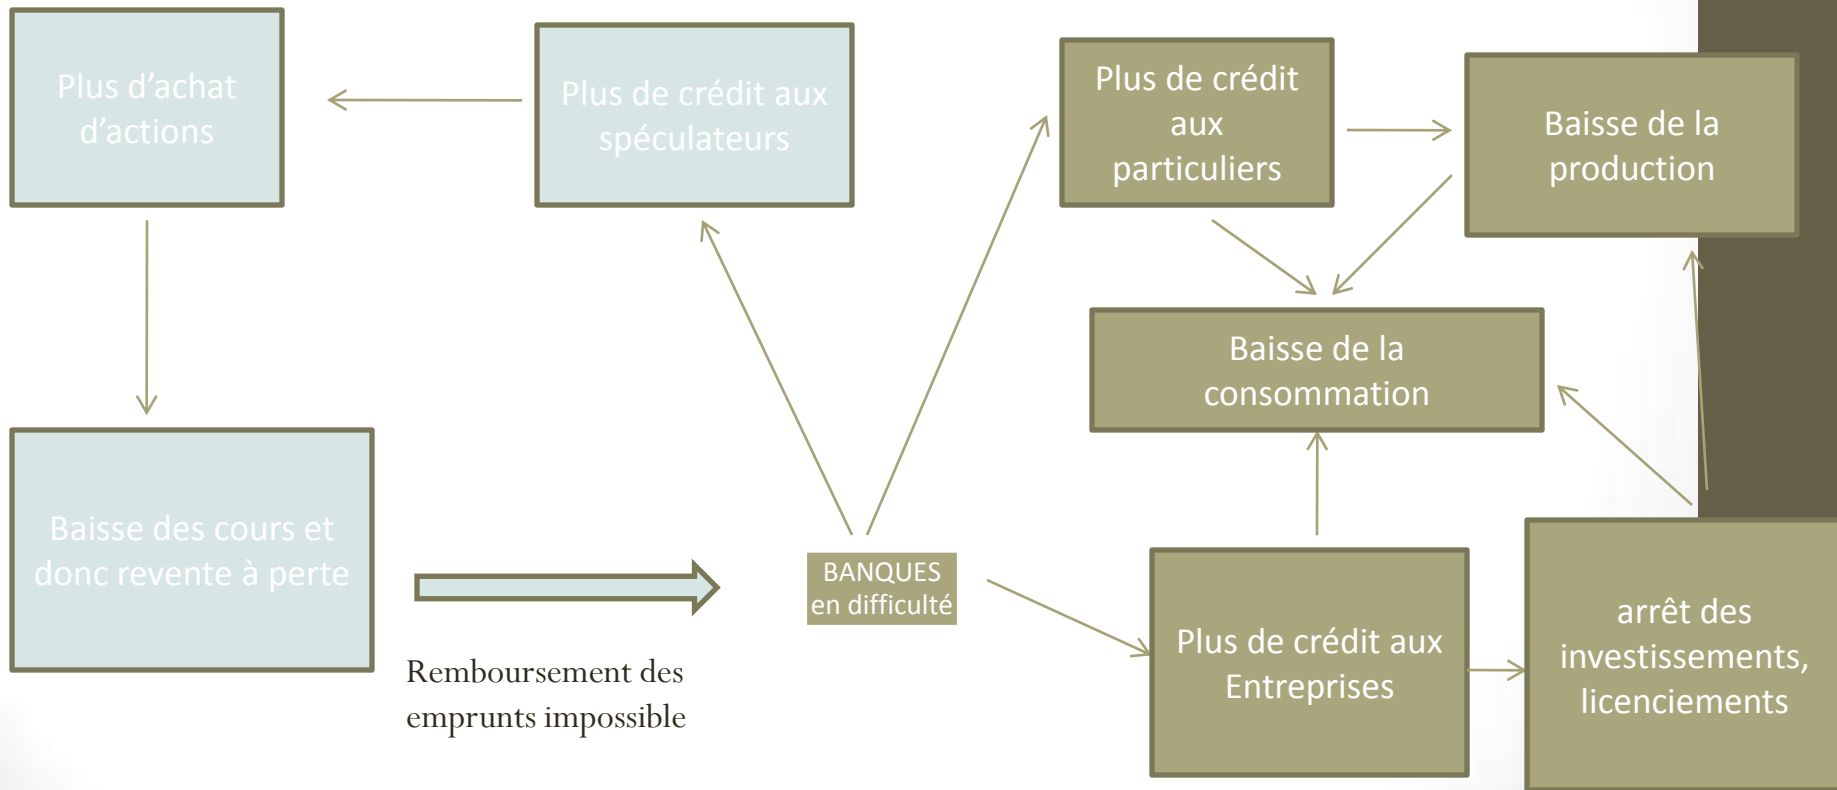 Plus d’achat
d’actions
Plus de crédit aux
spéculateurs
Plus de crédit
aux
particuliers
Baisse de la
production
Baisse de la
consommation
Baisse des cours et
donc revente à perte
Remboursement des
emprunts impossible
BANQUES
en difficulté
Plus de crédit aux
Entreprises
arrêt des
investissements,
licenciements